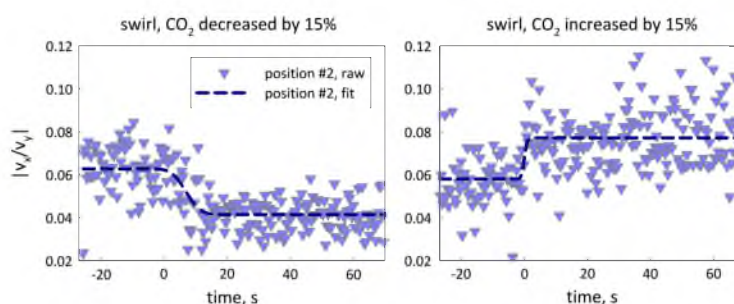 swirl, CO₂ decreased by 15%
0.12
0.10
0.08
0.06
0.04
0.02
|vₓ/vᵧ|
position #2, raw
position #2, fit
-20 0 20 40 60
time, s
swirl, CO₂ increased by 15%
0.12
0.10
0.08
0.06
0.04
0.02
-20 0 20 40 60
time, s